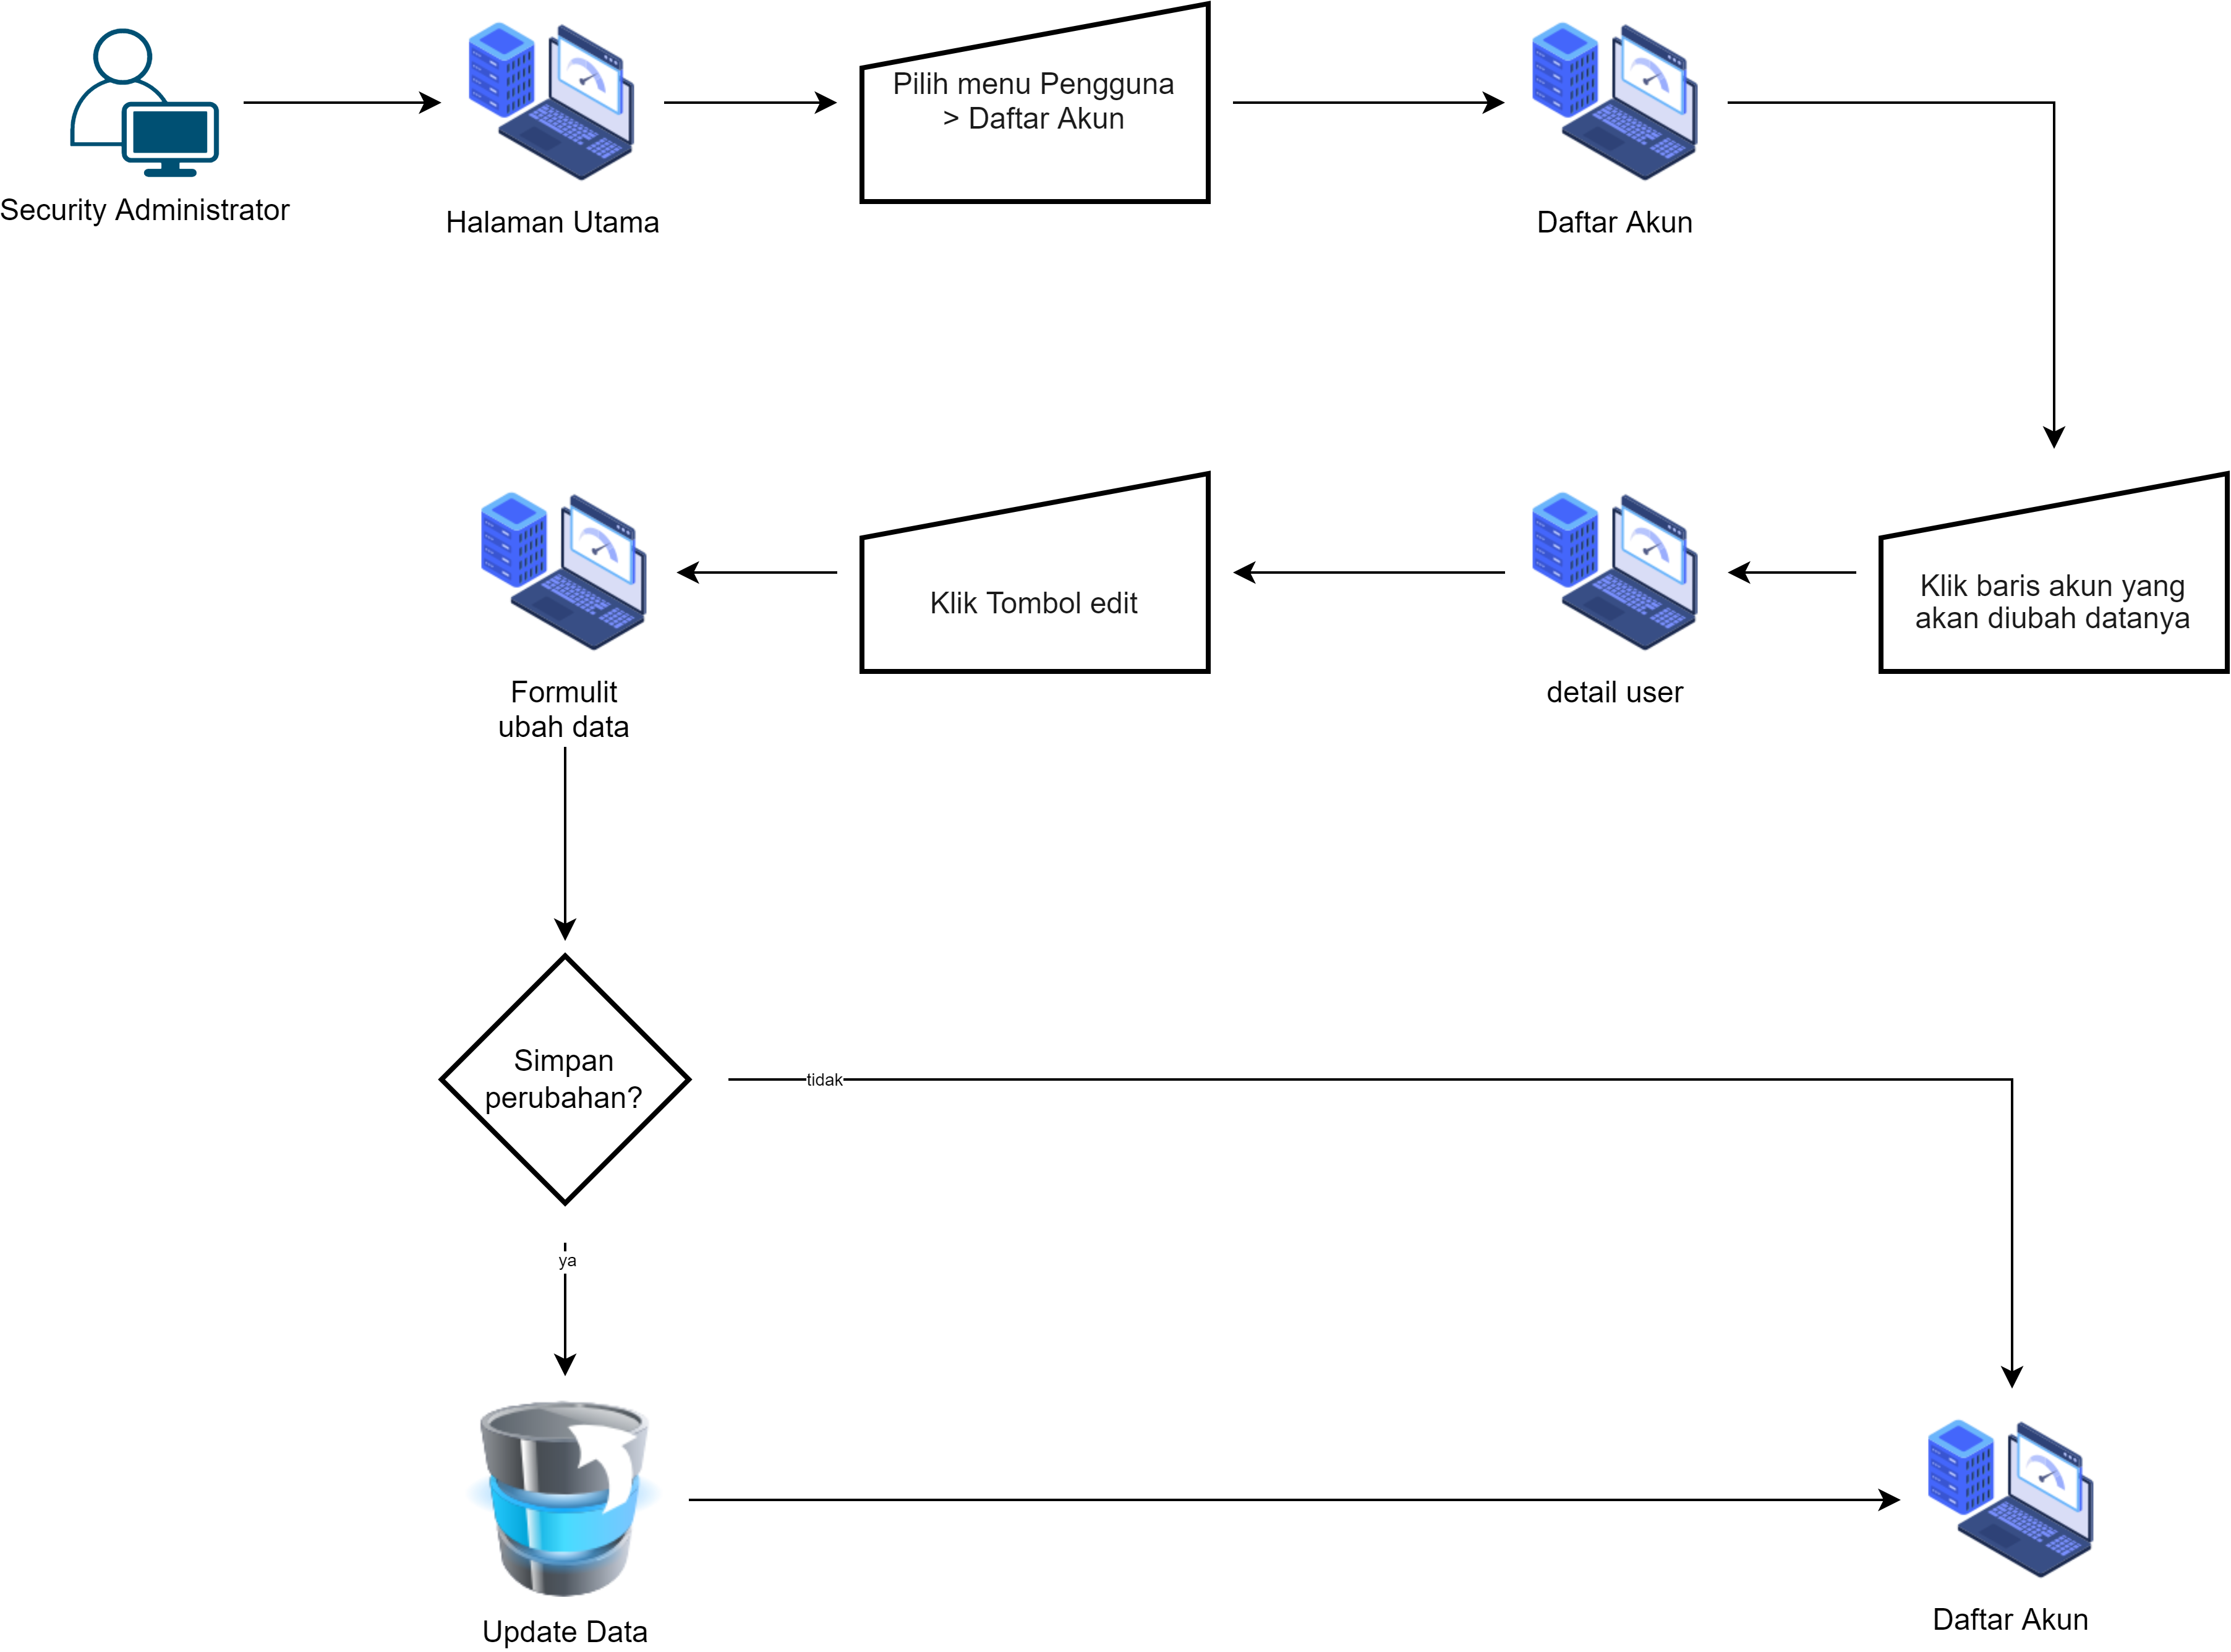 Security Administrator
Halaman Utama
Pilih menu Pengguna
> Daftar Akun
Daftar Akun
Klik baris akun yang
akan diubah datanya
detail user
Klik Tombol edit
Formulit
ubah data
Simpan
perubahan?
tidak
ya
Update Data
Daftar Akun